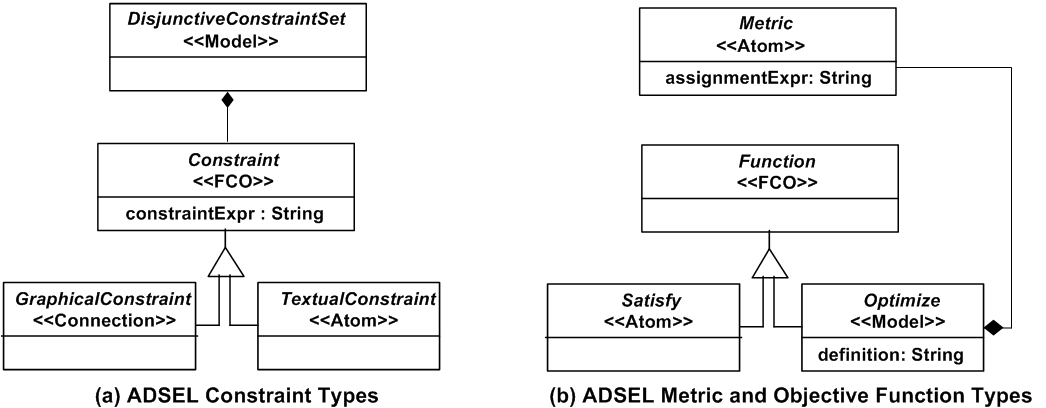 DisjunctiveConstraintSet
<<Model>>
Constraint
<<FCO>>
constraintExpr : String
GraphicalConstraint
<<Connection>>
TextualConstraint
<<Atom>>
(a) ADSEL Constraint Types
Metric
<<Atom>>
assignmentExpr: String
Function
<<FCO>>
Satisfy
<<Atom>>
Optimize
<<Model>>
definition: String
(b) ADSEL Metric and Objective Function Types